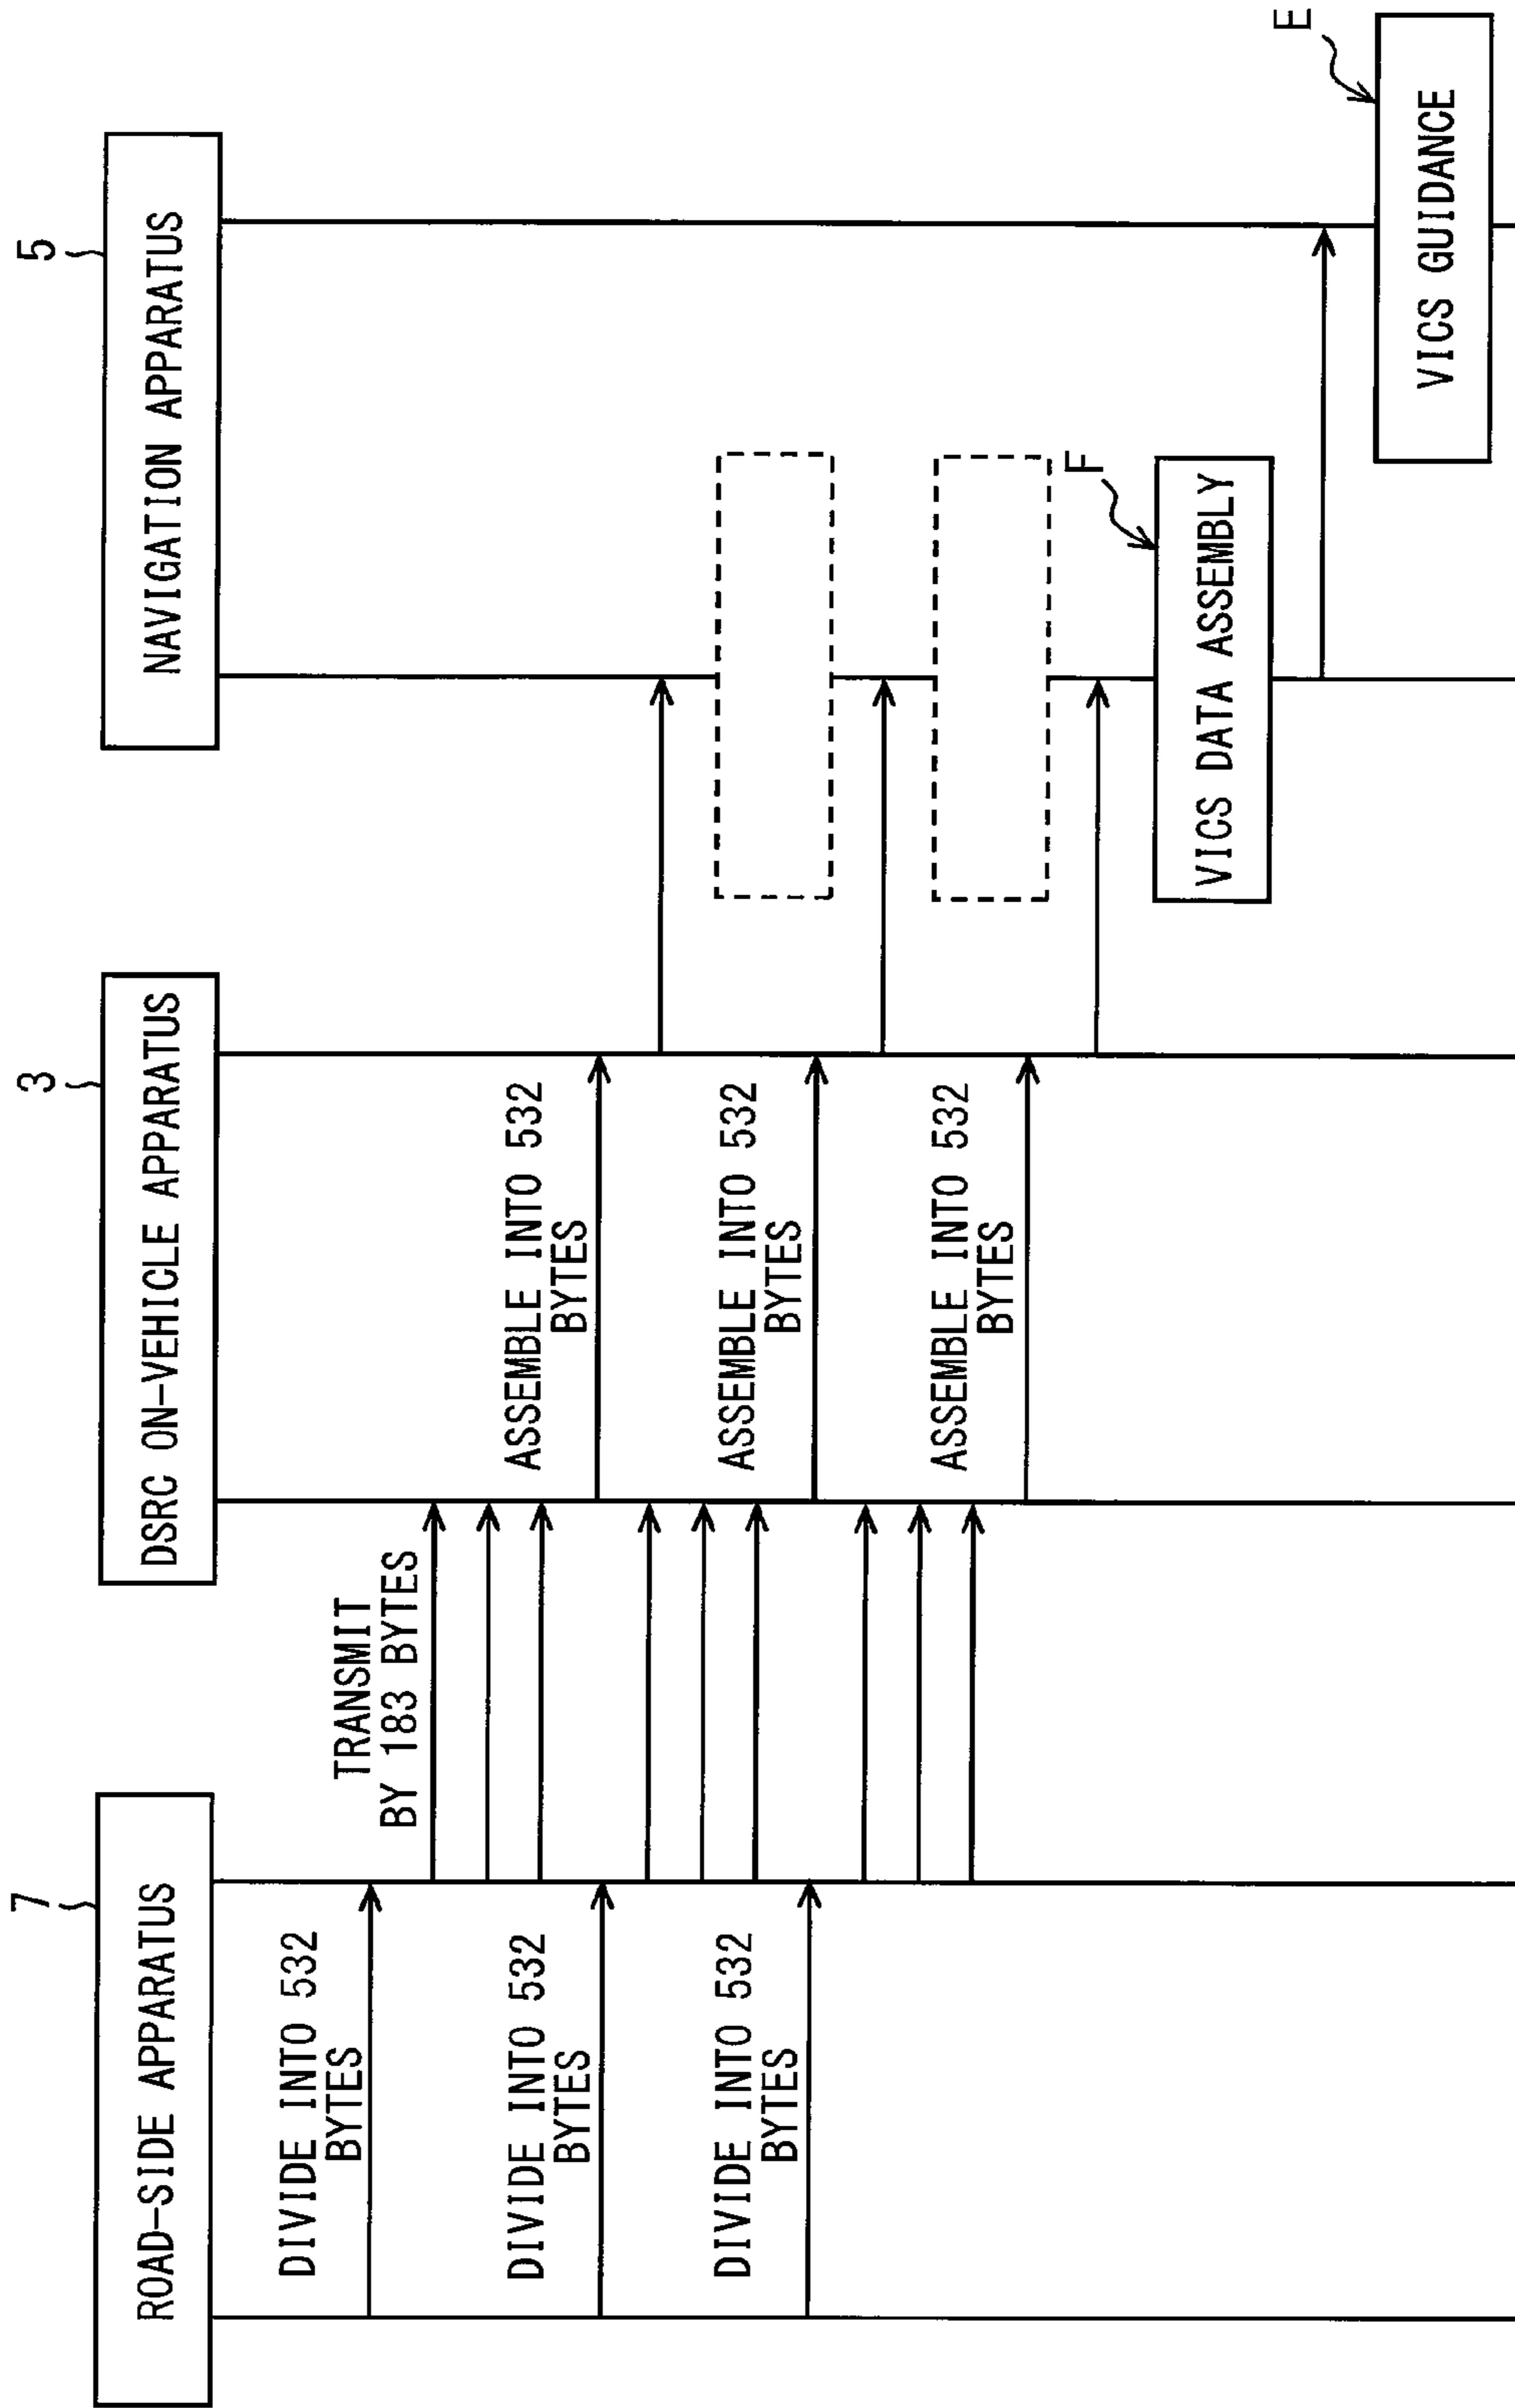 7
ROAD-SIDE APPARATUS
3
DSRC ON-VEHICLE APPARATUS
5
NAVIGATION APPARATUS
DIVIDE INTO 532
BYTES
TRANSMIT
BY 183 BYTES
ASSEMBLE INTO 532
BYTES
DIVIDE INTO 532
BYTES
ASSEMBLE INTO 532
BYTES
DIVIDE INTO 532
BYTES
ASSEMBLE INTO 532
BYTES
F
VICS DATA ASSEMBLY
E
VICS GUIDANCE